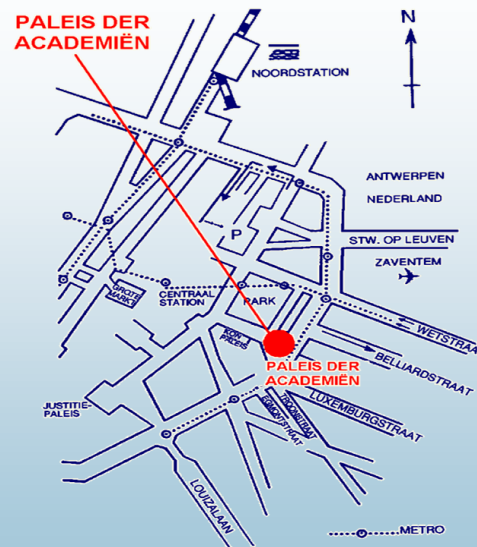 PALEIS DER
ACADEMIËN
N
NOORDSTATION
ANTWERPEN
NEDERLAND
P
STW. OP LEUVEN
ZAVENTEM
GROTE
MARKT
CENTRAAL
STATION
PARK
WETSTRAAT
KON.
PALEIS
BELLIARDSTRAAT
PALEIS DER
ACADEMIËN
JUSTITIE-
PALEIS
TROONSTRAAT
EGMONTSTRAAT
LUXEMBURGSTRAAT
LOUIZALAAN
METRO